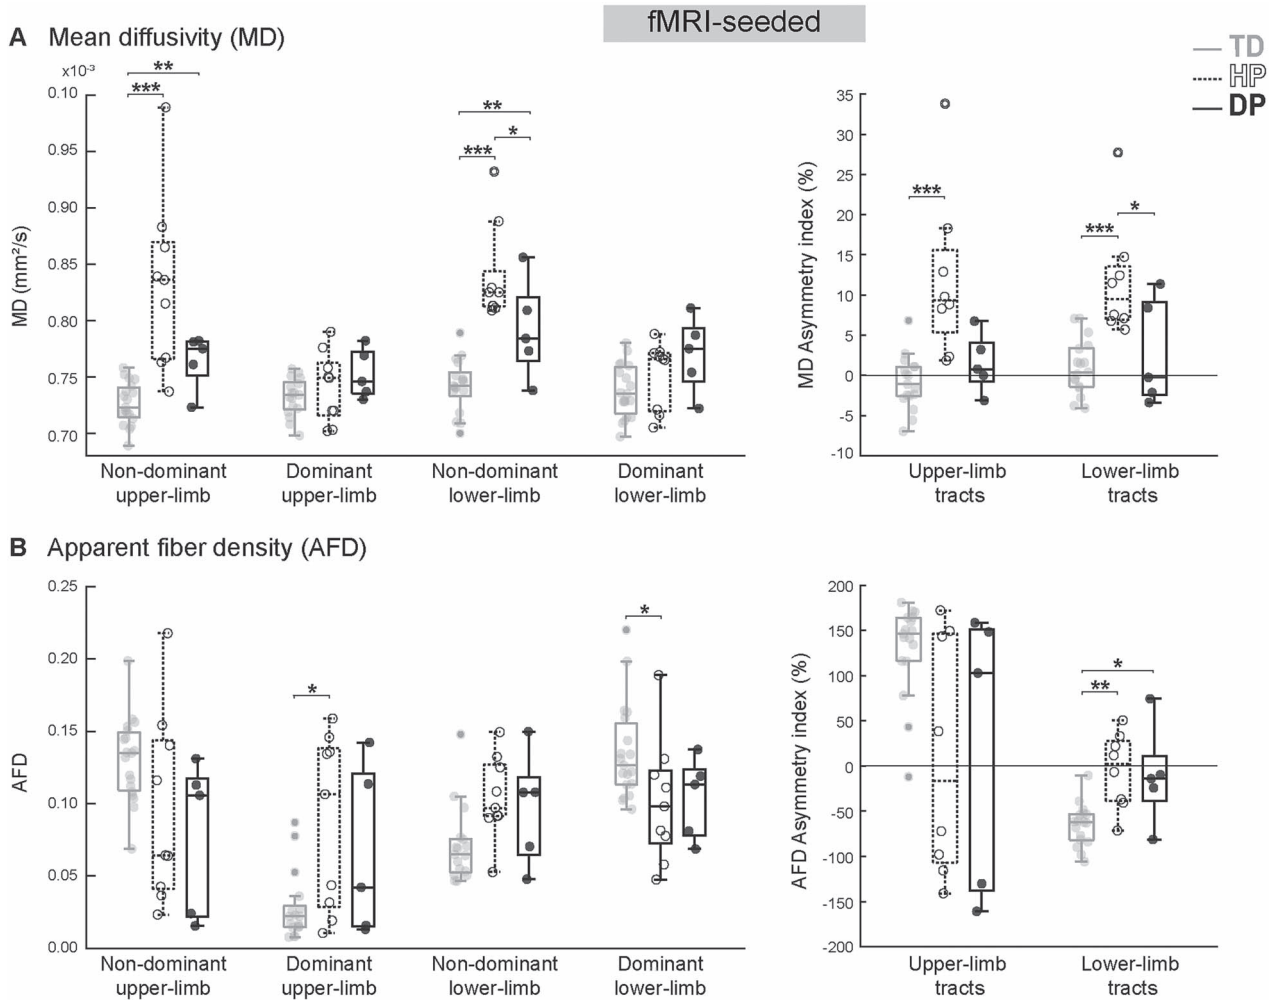 fMRI-seeded
A Mean diffusivity (MD)
TD
HP
DP
x10⁻³
0.10
0.95
0.90
0.85
0.80
0.75
0.70
MD (mm²/s)
***
**
***
*
**
Non-dominant
upper-limb
Dominant
upper-limb
Non-dominant
lower-limb
Dominant
lower-limb
35
30
25
20
15
10
5
0
-5
-10
MD Asymmetry index (%)
***
***
*
Upper-limb
tracts
Lower-limb
tracts
B Apparent fiber density (AFD)
0.25
0.20
0.15
0.10
0.05
0.00
AFD
*
*
Non-dominant
upper-limb
Dominant
upper-limb
Non-dominant
lower-limb
Dominant
lower-limb
200
150
100
50
0
-50
-100
-150
-200
AFD Asymmetry index (%)
*
**
Upper-limb
tracts
Lower-limb
tracts